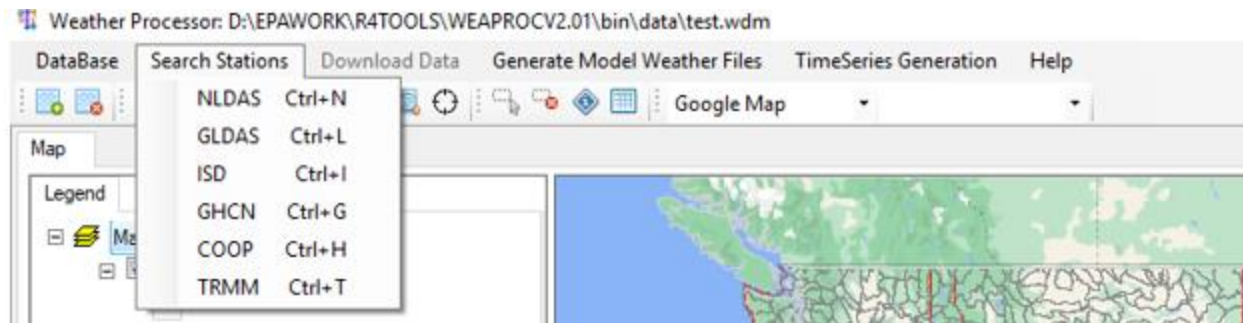 Weather Processor: D:\EPAWORK\R4TOOLS\WEAPROCV2.01\bin\data\test.wdm
DataBase Search Stations Download Data Generate Model Weather Files TimeSeries Generation Help
Google Map
NLDAS Ctrl+N
GLDAS Ctrl+L
ISD Ctrl+I
GHCN Ctrl+G
COOP Ctrl+H
TRMM Ctrl+T
Map
Legend
Ma